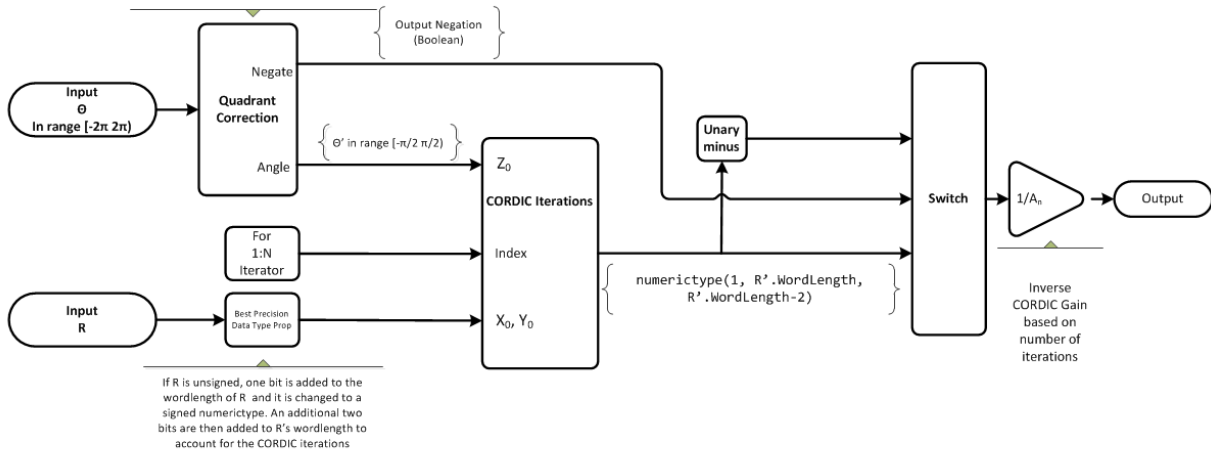 Output Negation
(Boolean)
Input
Θ
In range [-2π 2π)
Negate
Quadrant
Correction
Angle
Θ’ in range [-π/2 π/2)
Z₀
CORDIC Iterations
Index
X₀, Y₀
For
1:N
Iterator
Input
R
Best Precision
Data Type Prop
If R is unsigned, one bit is added to the
wordlength of R and it is changed to a
signed numerictype. An additional two
bits are then added to R’s wordlength to
account for the CORDIC iterations
Unary
minus
numerictype(1, R’.WordLength,
R’.WordLength-2)
Switch
1/Aₙ
Output
Inverse
CORDIC Gain
based on
number of
iterations